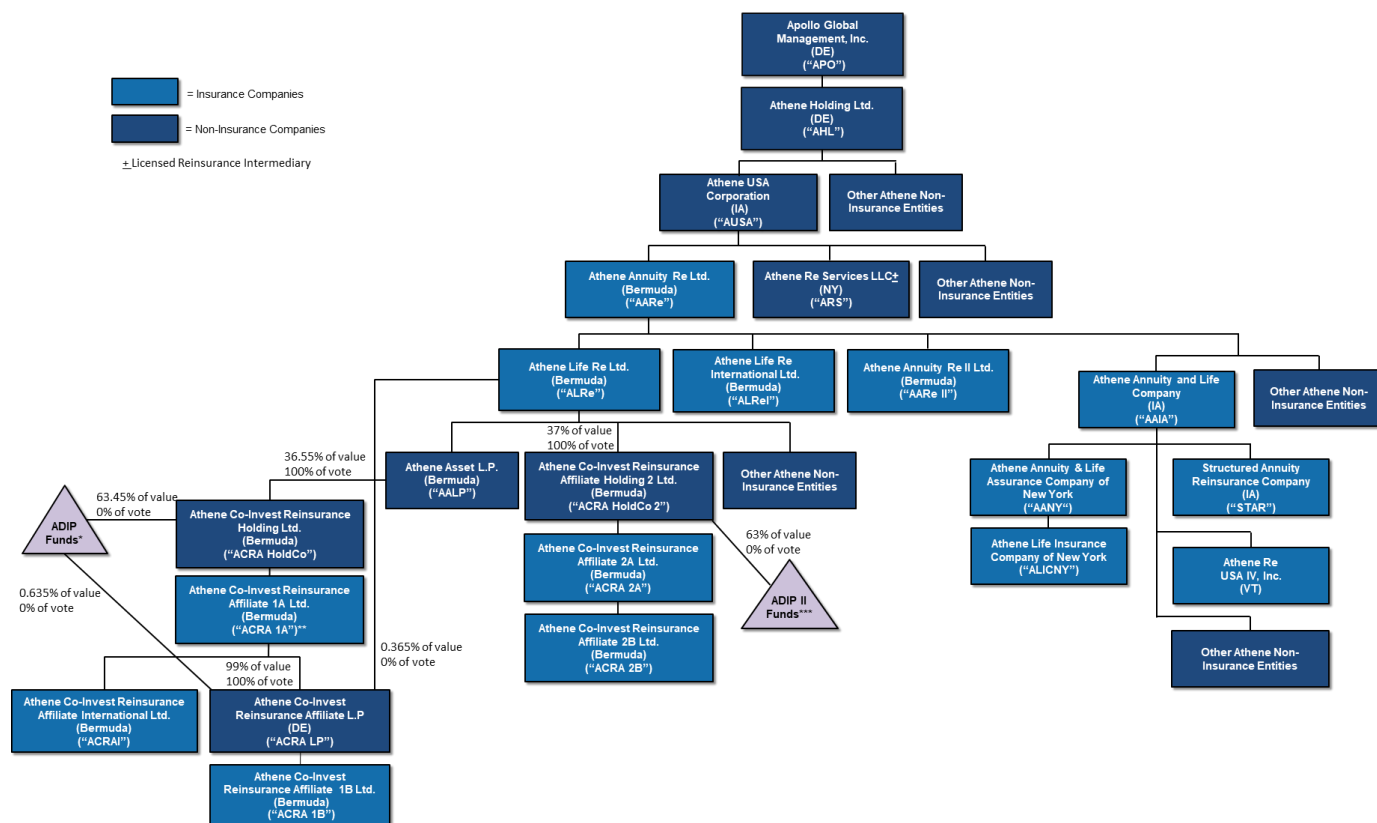 Apollo Global
Management, Inc.
(DE)
("APO")
= Insurance Companies
= Non-Insurance Companies
+ Licensed Reinsurance Intermediary
Athene Holding Ltd.
(DE)
("AHL")
Athene USA
Corporation
(IA)
("AUSA")
Other Athene Non-
Insurance Entities
Athene Annuity Re Ltd.
(Bermuda)
("AARe")
Athene Re Services LLC+
(NY)
("ARS")
Other Athene Non-
Insurance Entities
Athene Life Re Ltd.
(Bermuda)
("ALRe")
Athene Life Re
International Ltd.
(Bermuda)
("ALReI")
Athene Annuity Re II Ltd.
(Bermuda)
("AARe II")
Athene Annuity and Life
Company
(IA)
("AAIA")
Other Athene Non-
Insurance Entities
37% of value
100% of vote
36.55% of value
100% of vote
Athene Asset L.P.
(Bermuda)
("AALP")
Athene Co-Invest Reinsurance
Affiliate Holding 2 Ltd.
(Bermuda)
("ACRA HoldCo 2")
Other Athene Non-
Insurance Entities
Athene Annuity & Life
Assurance Company of
New York
("AANY")
Structured Annuity
Reinsurance Company
(IA)
("STAR")
63.45% of value
0% of vote
ADIP
Funds*
Athene Co-Invest Reinsurance
Holding Ltd.
(Bermuda)
("ACRA HoldCo")
Athene Co-Invest Reinsurance
Affiliate 2A Ltd.
(Bermuda)
("ACRA 2A")
63% of value
0% of vote
ADIP II
Funds***
Athene Life Insurance
Company of New York
("ALICNY")
Athene Re
USA IV, Inc.
(VT)
0.635% of value
0% of vote
Athene Co-Invest Reinsurance
Affiliate 1A Ltd.
(Bermuda)
("ACRA 1A")**
Athene Co-Invest Reinsurance
Affiliate 2B Ltd.
(Bermuda)
("ACRA 2B")
Other Athene Non-
Insurance Entities
0.365% of value
0% of vote
99% of value
100% of vote
Athene Co-Invest Reinsurance
Affiliate International Ltd.
(Bermuda)
("ACRAI")
Athene Co-Invest
Reinsurance Affiliate L.P
(DE)
("ACRA LP")
Athene Co-Invest
Reinsurance Affiliate 1B Ltd.
(Bermuda)
("ACRA 1B")